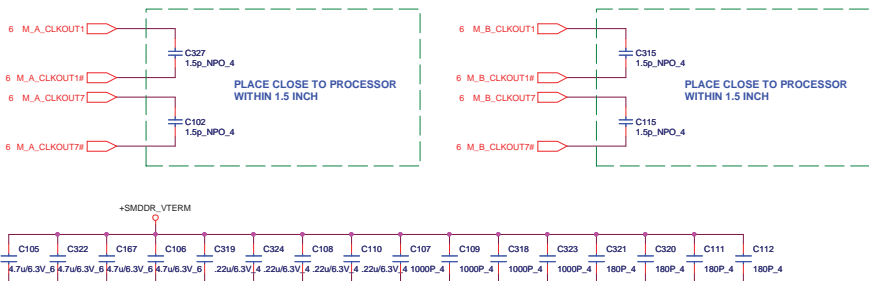 6 M_A_CLKOUT1
C327
1.5p_NPO_4
6 M_A_CLKOUT1#
6 M_A_CLKOUT7
C102
1.5p_NPO_4
6 M_A_CLKOUT7#
PLACE CLOSE TO PROCESSOR
WITHIN 1.5 INCH
6 M_B_CLKOUT1
C315
1.5p_NPO_4
6 M_B_CLKOUT1#
6 M_B_CLKOUT7
C115
1.5p_NPO_4
6 M_B_CLKOUT7#
PLACE CLOSE TO PROCESSOR
WITHIN 1.5 INCH
+SMDDR_VTERM
C105 C322 C167 C106 C319 C324 C108 C110 C107 C109 C318 C323 C321 C320 C111 C112
4.7u/6.3V_6 4.7u/6.3V_6 4.7u/6.3V_6 4.7u/6.3V_6 .22u/6.3V_4 .22u/6.3V_4 .22u/6.3V_4 .22u/6.3V_4 1000P_4 1000P_4 1000P_4 1000P_4 180P_4 180P_4 180P_4 180P_4